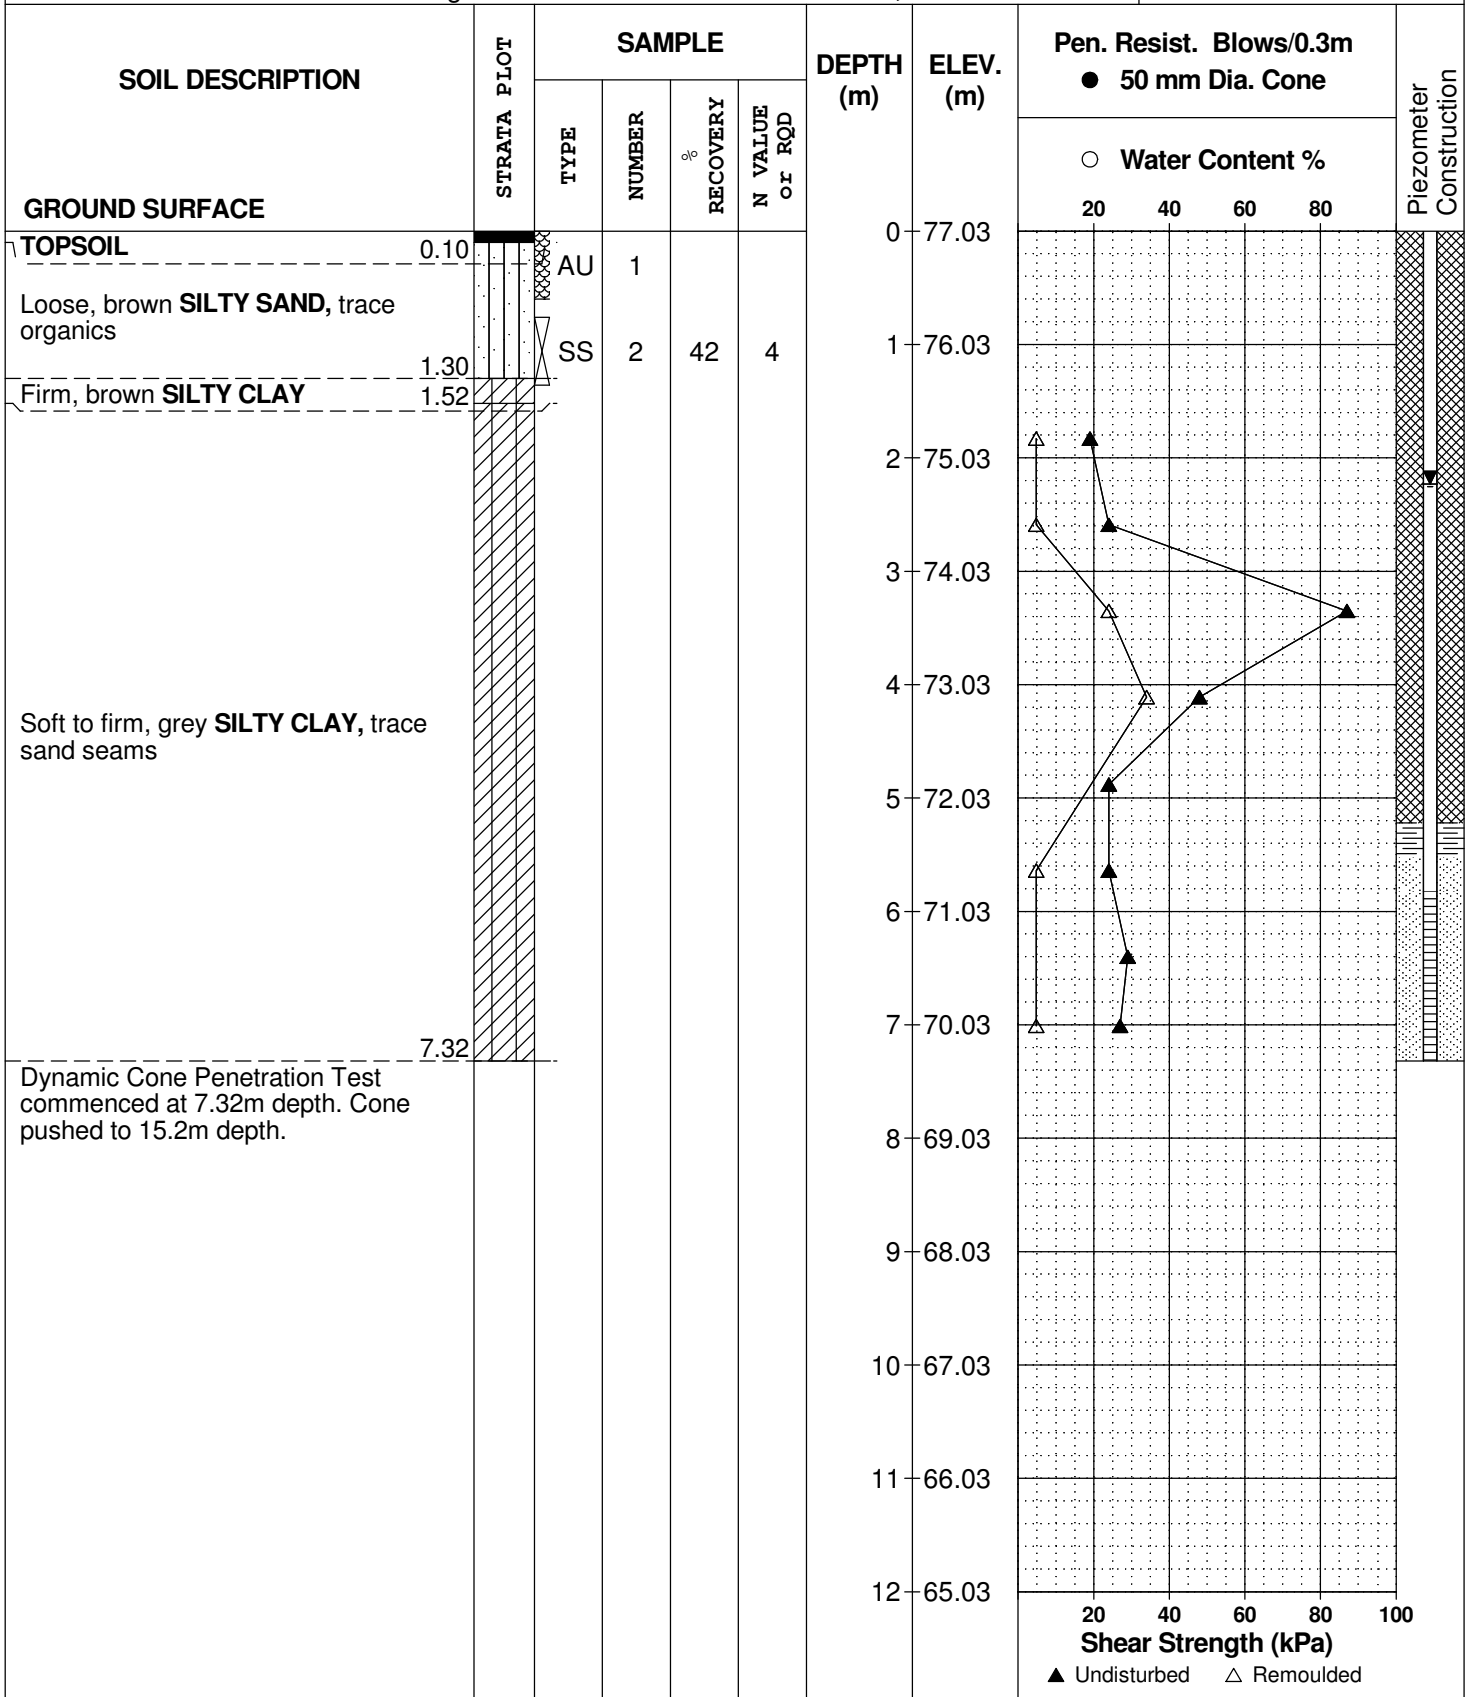 SOIL DESCRIPTION
GROUND SURFACE
STRATA PLOT
SAMPLE
TYPE
NUMBER
% RECOVERY
N VALUE
or RQD
DEPTH
(m)
ELEV.
(m)
Pen. Resist. Blows/0.3m
● 50 mm Dia. Cone
○ Water Content %
20 40 60 80
Piezometer
Construction
0 77.03
TOPSOIL 0.10
AU 1
Loose, brown SILTY SAND, trace
organics
1.30
SS 2 42 4
1 76.03
Firm, brown SILTY CLAY 1.52
2 75.03
3 74.03
4 73.03
Soft to firm, grey SILTY CLAY, trace
sand seams
5 72.03
6 71.03
7 70.03
7.32
Dynamic Cone Penetration Test
commenced at 7.32m depth. Cone
pushed to 15.2m depth.
8 69.03
9 68.03
10 67.03
11 66.03
12 65.03
20 40 60 80 100
Shear Strength (kPa)
▲ Undisturbed △ Remoulded